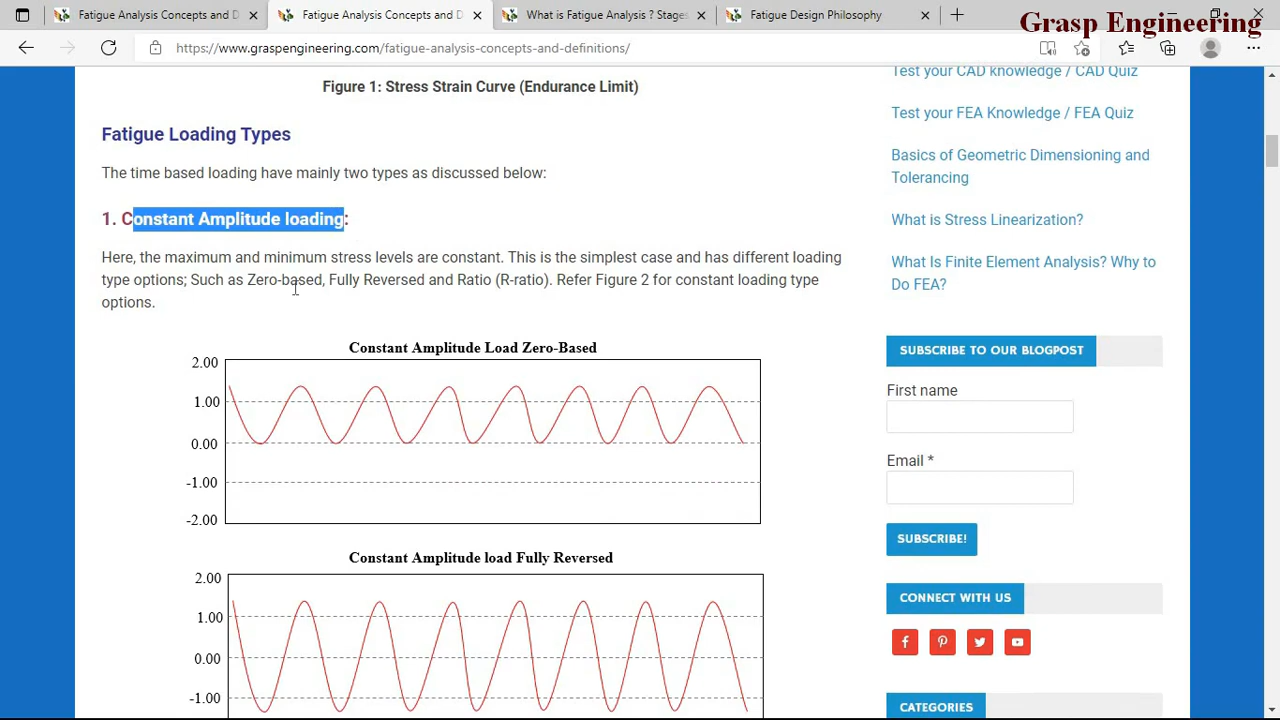 Fatigue Analysis Concepts and D
Fatigue Analysis Concepts and D
What is Fatigue Analysis ? Stages
Fatigue Design Philosophy
Grasp Engineering
https://www.graspengineering.com/fatigue-analysis-concepts-and-definitions/
Figure 1: Stress Strain Curve (Endurance Limit)
Fatigue Loading Types
The time based loading have mainly two types as discussed below:
1. Constant Amplitude loading:
Here, the maximum and minimum stress levels are constant. This is the simplest case and has different loading
type options; Such as Zero-based, Fully Reversed and Ratio (R-ratio). Refer Figure 2 for constant loading type
options.
Constant Amplitude Load Zero-Based
2.00
1.00
0.00
-1.00
-2.00
Constant Amplitude load Fully Reversed
2.00
1.00
0.00
-1.00
Test your CAD knowledge / CAD Quiz
Test your FEA Knowledge / FEA Quiz
Basics of Geometric Dimensioning and
Tolerancing
What is Stress Linearization?
What Is Finite Element Analysis? Why to
Do FEA?
SUBSCRIBE TO OUR BLOGPOST
First name
Email *
SUBSCRIBE!
CONNECT WITH US
CATEGORIES